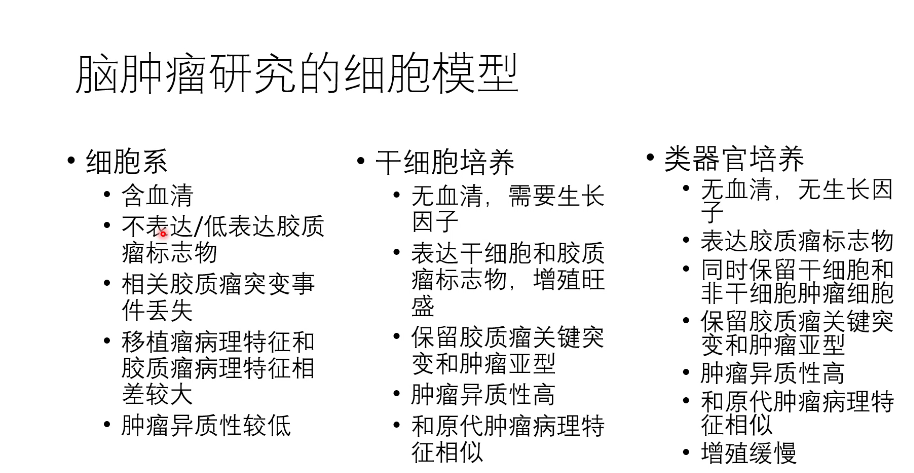 脑肿瘤研究的细胞模型
• 细胞系
• 含血清
• 不表达/低表达胶质
瘤标志物
• 相关胶质瘤突变事
件丢失
• 移植瘤病理特征和
胶质瘤病理特征相
差较大
• 肿瘤异质性较低
• 干细胞培养
• 无血清，需要生长
因子
• 表达干细胞和胶质
瘤标志物，增殖旺
盛
• 保留胶质瘤关键突
变和肿瘤亚型
• 肿瘤异质性高
• 和原代肿瘤病理特
征相似
• 类器官培养
• 无血清，无生长因
子
• 表达胶质瘤标志物
• 同时保留干细胞和
非干细胞肿瘤细胞
• 保留胶质瘤关键突
变和肿瘤亚型
• 肿瘤异质性高
• 和原代肿瘤病理特
征相似
• 增殖缓慢